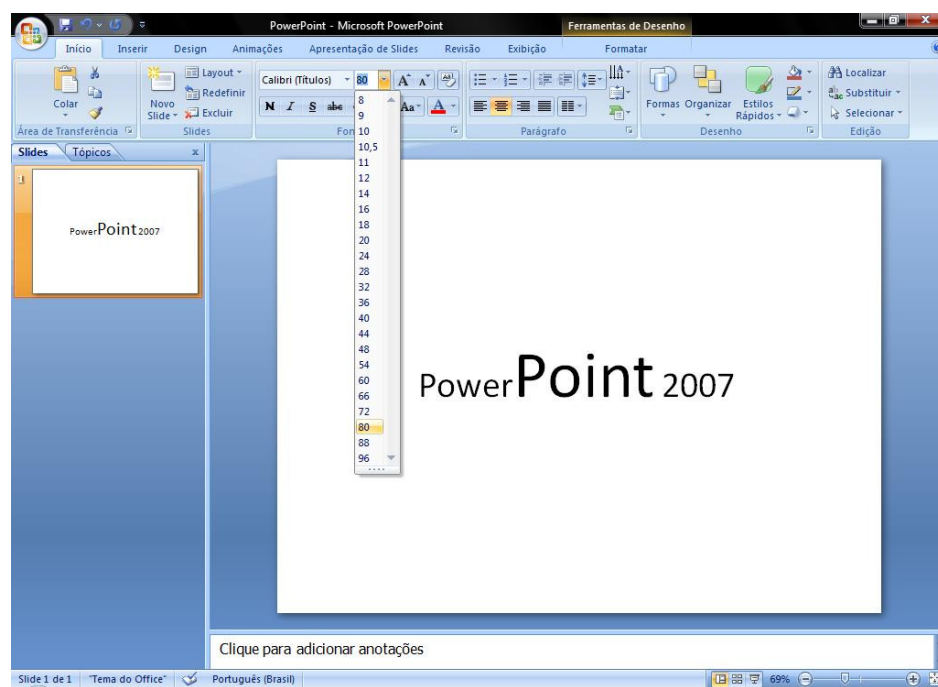 PowerPoint - Microsoft PowerPoint
Ferramentas de Desenho
Início Inserir Design Animações Apresentação de Slides Revisão Exibição Formatar
Colar
Área de Transferência
Novo
Slide
Layout
Redefinir
Excluir
Slides
Calibri (Títulos) 80 A A
N I S abc Aa A
Fon
Parágrafo
Formas Organizar Estilos
Rápidos
Desenho
Localizar
Substituir
Selecionar
Edição
8
9
10
10,5
11
12
14
16
18
20
24
28
32
36
40
44
48
54
60
66
72
80
88
96
Slides Tópicos x
1
PowerPoint 2007
PowerPoint 2007
Clique para adicionar anotações
Slide 1 de 1 "Tema do Office" Português (Brasil) 69%